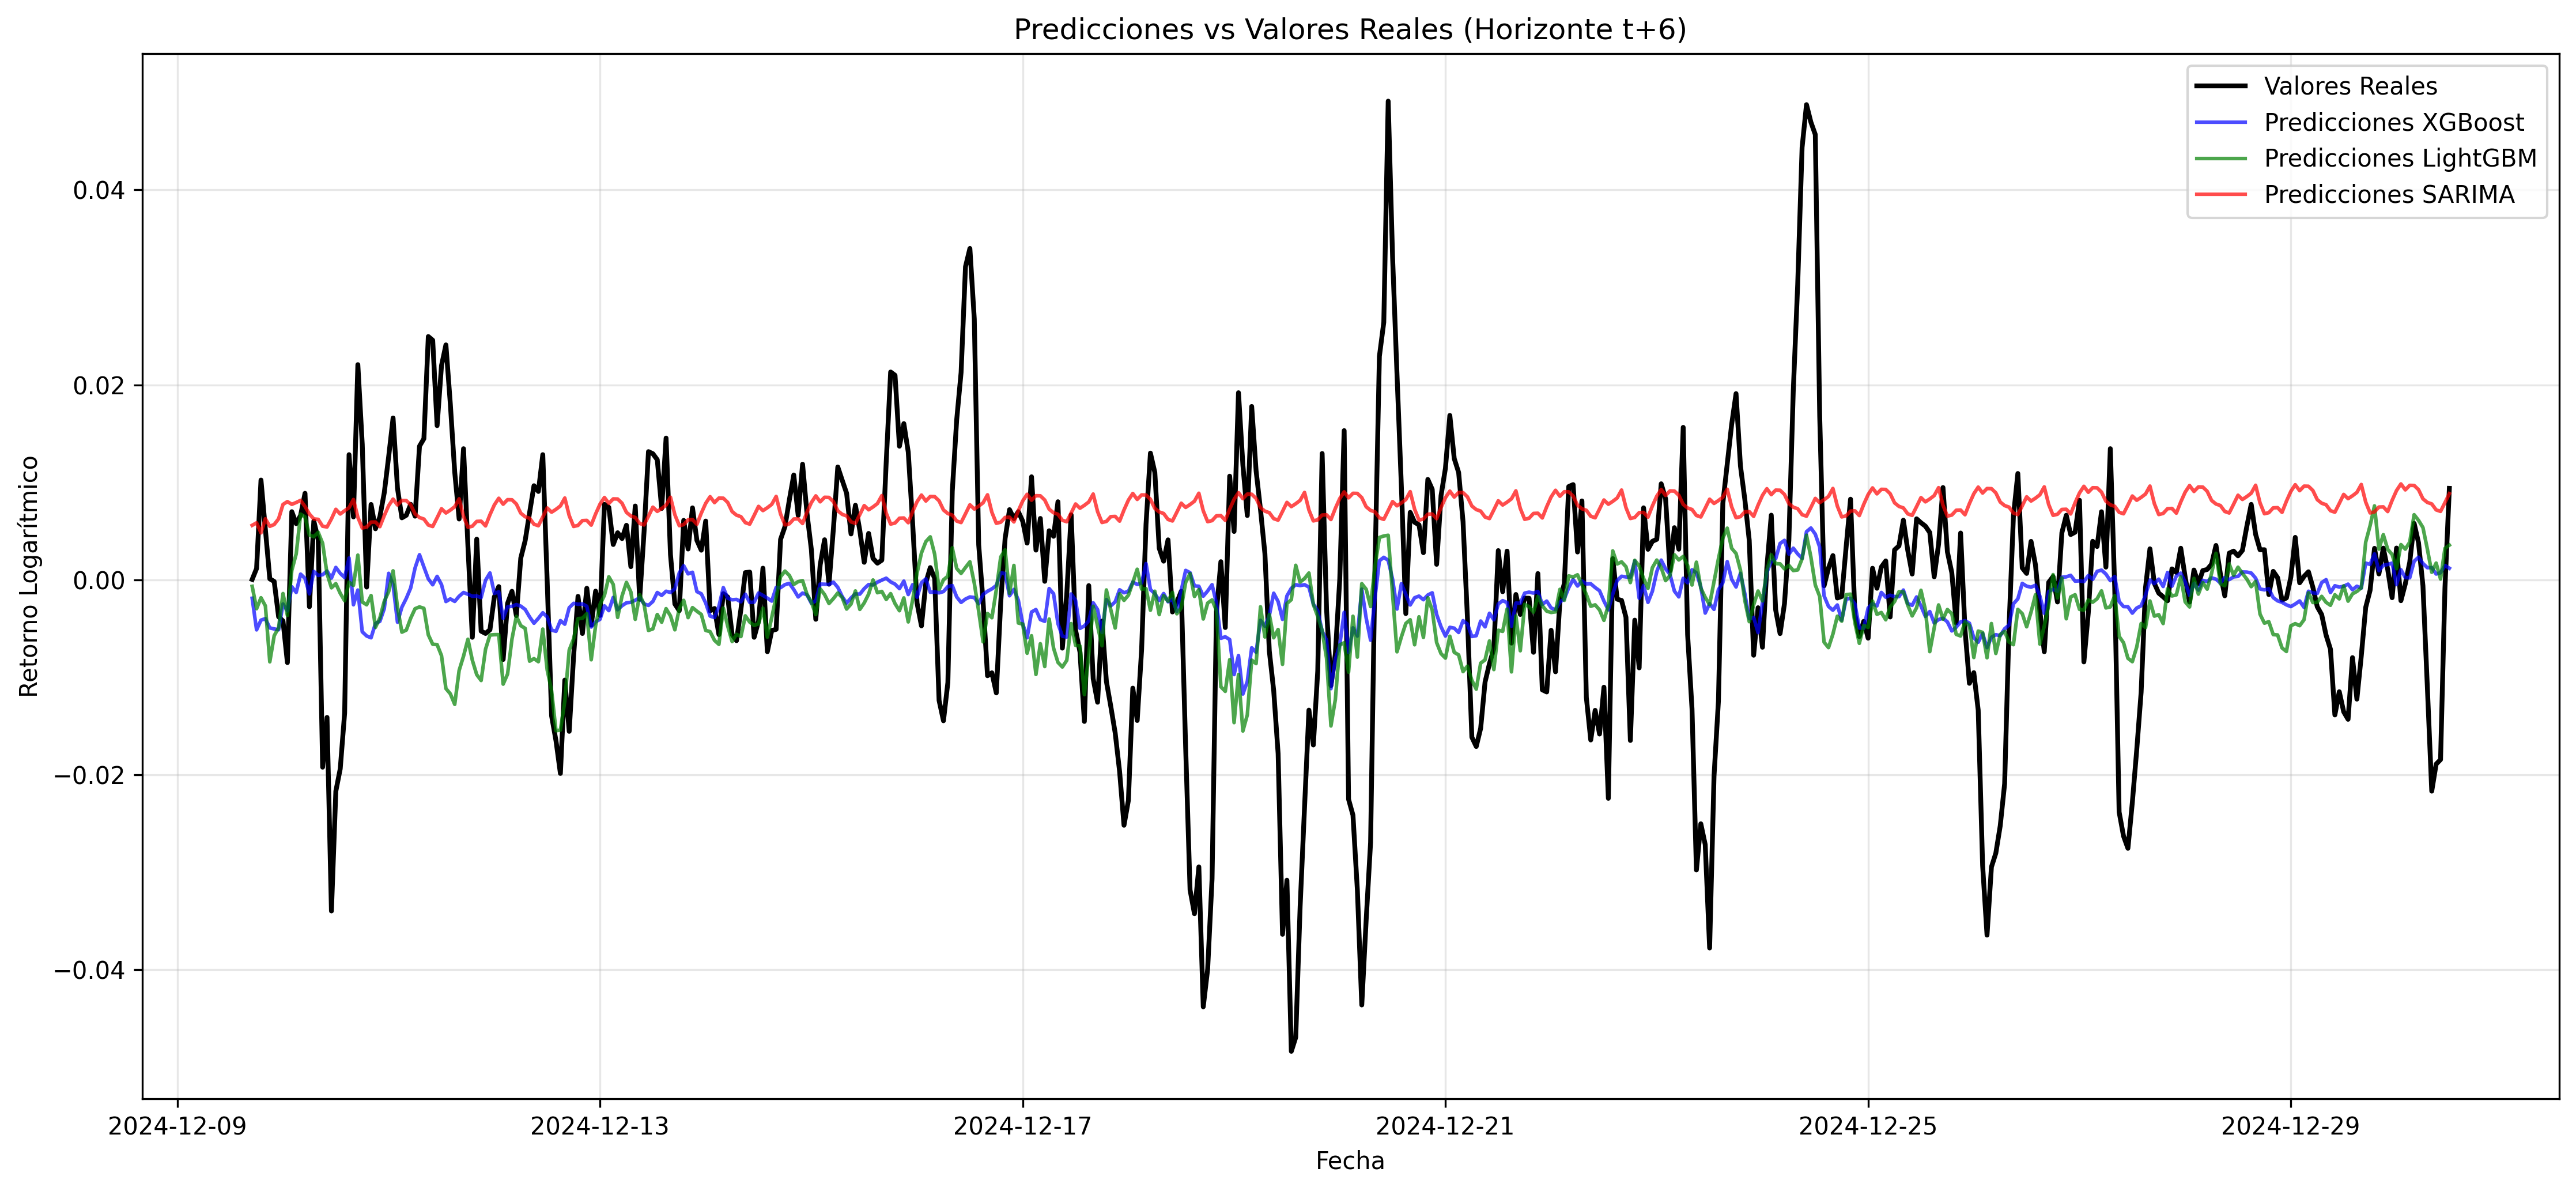 Predicciones vs Valores Reales (Horizonte t+6)
Valores Reales
Predicciones XGBoost
Predicciones LightGBM
Predicciones SARIMA
Retorno Logarítmico
0.04
0.02
0.00
−0.02
−0.04
2024-12-09 2024-12-13 2024-12-17 2024-12-21 2024-12-25 2024-12-29
Fecha